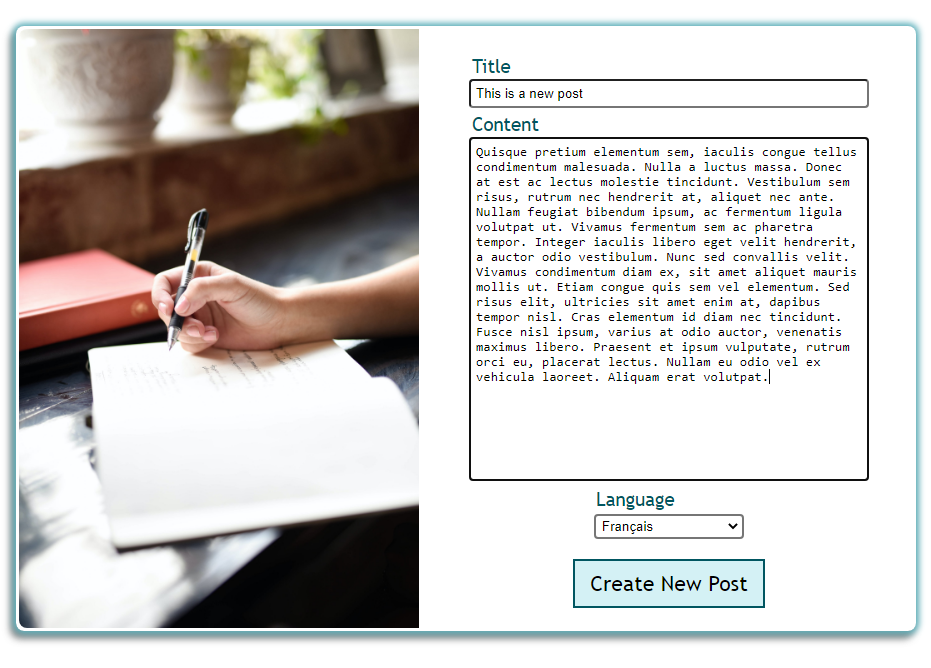 Title
This is a new post
Content
Quisque pretium elementum sem, iaculis congue tellus
condimentum malesuada. Nulla a luctus massa. Donec
at est ac lectus molestie tincidunt. Vestibulum sem
risus, rutrum nec hendrerit at, aliquet nec ante.
Nullam feugiat bibendum ipsum, ac fermentum ligula
volutpat ut. Vivamus fermentum sem ac pharetra
tempor. Integer iaculis libero eget velit hendrerit,
a auctor odio vestibulum. Nunc sed convallis velit.
Vivamus condimentum diam ex, sit amet aliquet mauris
mollis ut. Etiam congue quis sem vel elementum. Sed
risus elit, ultricies sit amet enim at, dapibus
tempor nisl. Cras elementum id diam nec tincidunt.
Fusce nisl ipsum, varius at odio auctor, venenatis
maximus libero. Praesent et ipsum vulputate, rutrum
orci eu, placerat lectus. Nullam eu odio vel ex
vehicula laoreet. Aliquam erat volutpat.
Language
Français
Create New Post